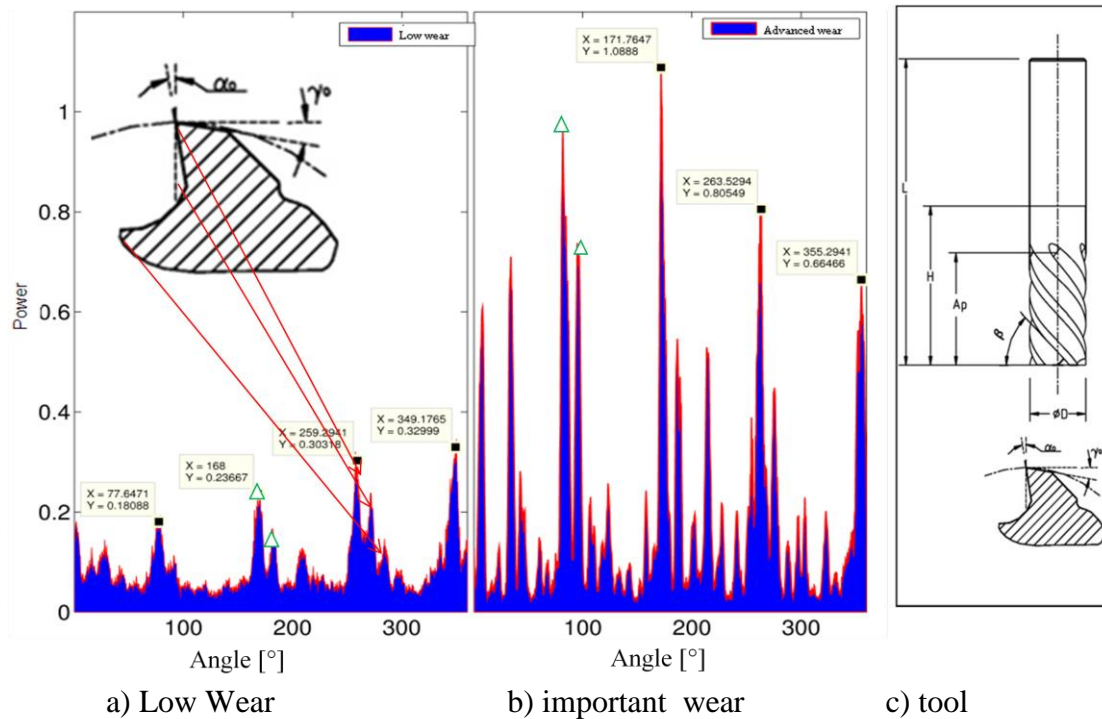 Low wear
Advanced wear
X = 171.7647
Y = 1.0888
α₀
γ₀
1
X = 263.5294
Y = 0.80549
0.8
L
X = 355.2941
Y = 0.66466
H
0.6
Ap
Power
β
0.4
X = 349.1765
Y = 0.32999
X = 259.2941
Y = 0.30318
øD
X = 168
Y = 0.23667
X = 77.6471
Y = 0.18088
α₀
γ₀
0.2
0
100 200 300
100 200 300
Angle [°]
Angle [°]
a) Low Wear
b) important wear
c) tool